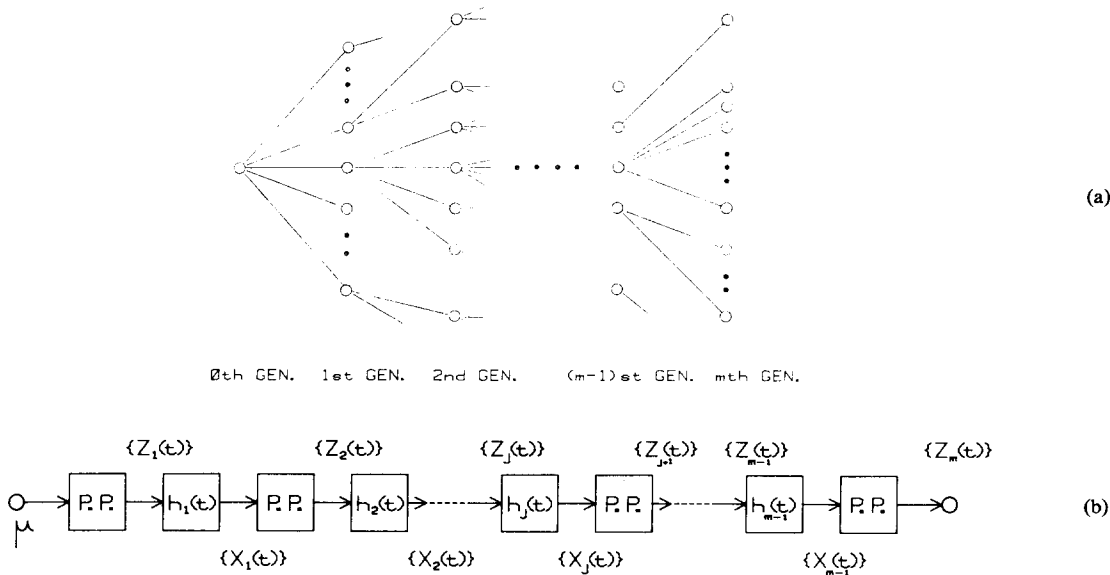 (a)
0th GEN. 1st GEN. 2nd GEN. (m-1)st GEN. mth GEN.
{Z₁(t)} {Z₂(t)} {Zⱼ(t)} {Zⱼ₊₁(t)} {Zₘ₋₁(t)} {Zₘ(t)}
μ P.P. h₁(t) P.P. h₂(t) hⱼ(t) P.P. hₘ₋₁(t) P.P. (b)
{X₁(t)} {X₂(t)} {Xⱼ(t)} {Xₘ₋₁(t)}